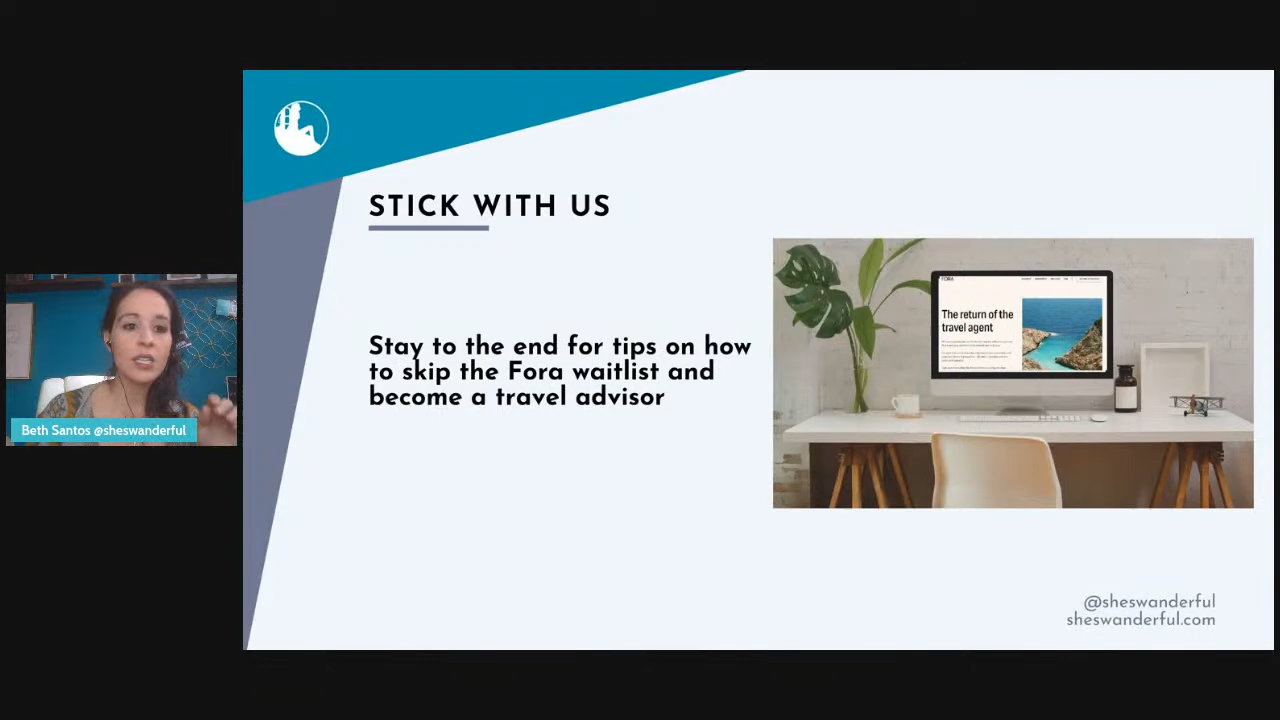 STICK WITH US
Stay to the end for tips on how
to skip the Fora waitlist and
become a travel advisor
FORA
The return of the
travel agent
Beth Santos @sheswanderful
@sheswanderful
sheswanderful.com